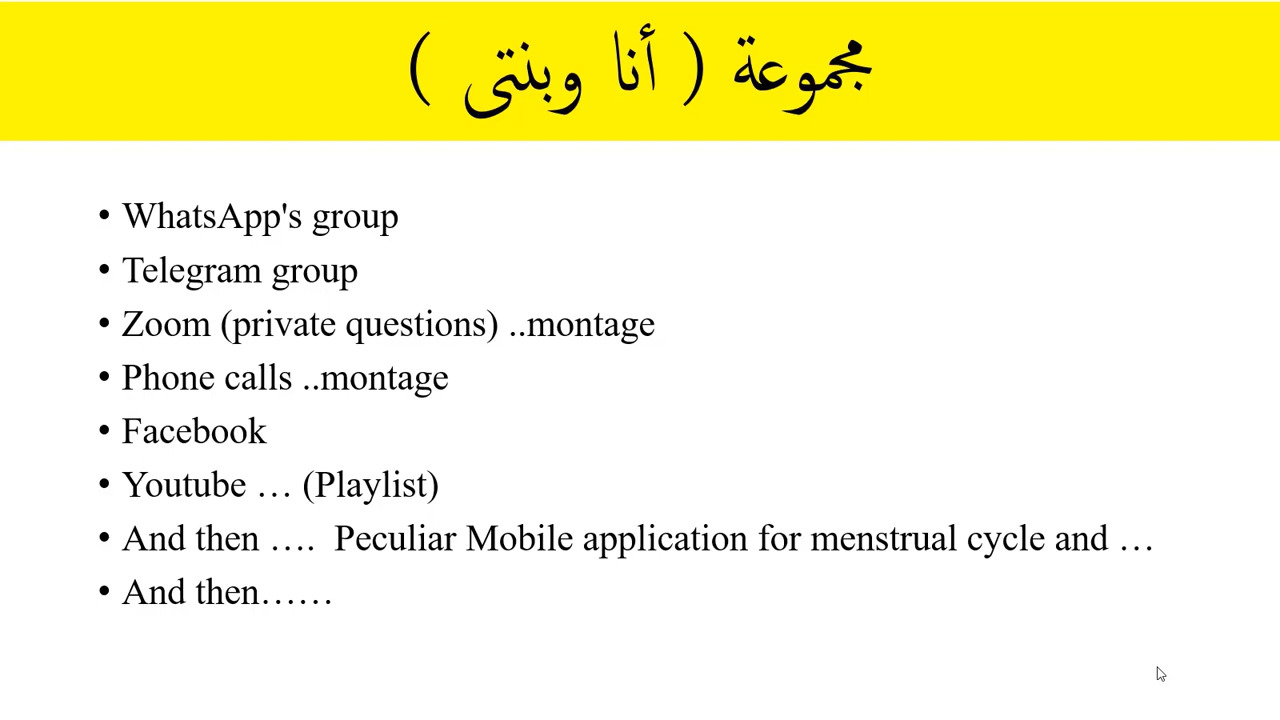 مجموعة ( أنا وبنتى )
• WhatsApp's group
• Telegram group
• Zoom (private questions) ..montage
• Phone calls ..montage
• Facebook
• Youtube … (Playlist)
• And then ….  Peculiar Mobile application for menstrual cycle and …
• And then……